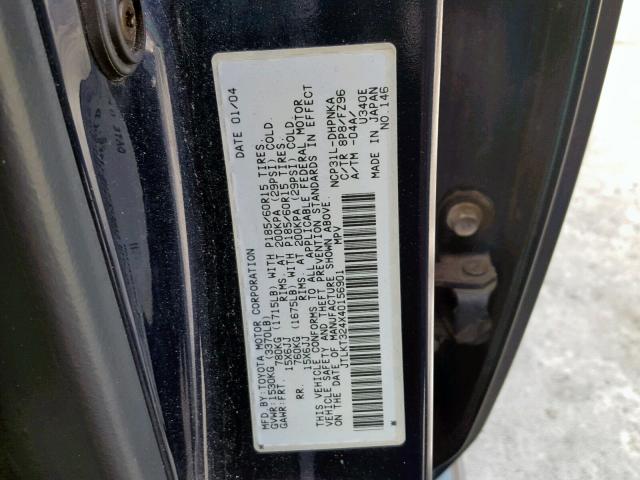 MFD.BY:TOYOTA MOTOR CORPORATION DATE 01/04
GVWR:1530KG (3370LB)
GAWR:FRT. 780KG (1715LB) WITH P185/60R15 TIRES.
15X6JJ RIMS, AT 200KPA (29PSI) COLD.
RR. 760KG (1675LB) WITH P185/60R15 TIRES.
15X6JJ RIMS, AT 200KPA (29PSI) COLD.
THIS VEHICLE CONFORMS TO ALL APPLICABLE FEDERAL MOTOR
VEHICLE SAFETY AND THEFT PREVENTION STANDARDS IN EFFECT
ON THE DATE OF MANUFACTURE SHOWN ABOVE.
JTLKT324X40156901 MPV
NCP31L-DHPNKA
C/TR 8P8/FZ96
A/TM -04A/ U340E
MADE IN JAPAN
NO.146